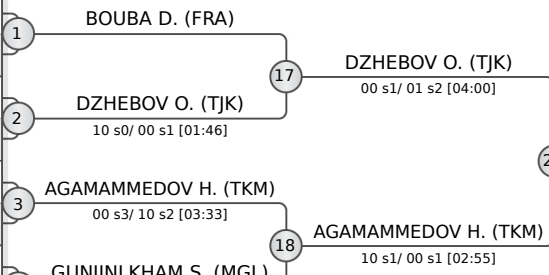 BOUBA D. (FRA)
1
17
DZHEBOV O. (TJK)
00 s1/ 01 s2 [04:00]
DZHEBOV O. (TJK)
2
10 s0/ 00 s1 [01:46]
AGAMAMMEDOV H. (TKM)
3
00 s3/ 10 s2 [03:33]
18
AGAMAMMEDOV H. (TKM)
10 s1/ 00 s1 [02:55]